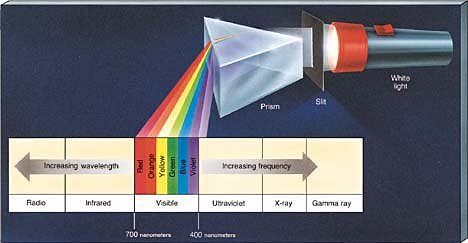 White
light
Slit
Prism
Increasing wavelength
Red
Orange
Yellow
Green
Blue
Violet
Increasing frequency
Radio
Infrared
Visible
Ultraviolet
X-ray
Gamma ray
700 nanometers
400 nanometers